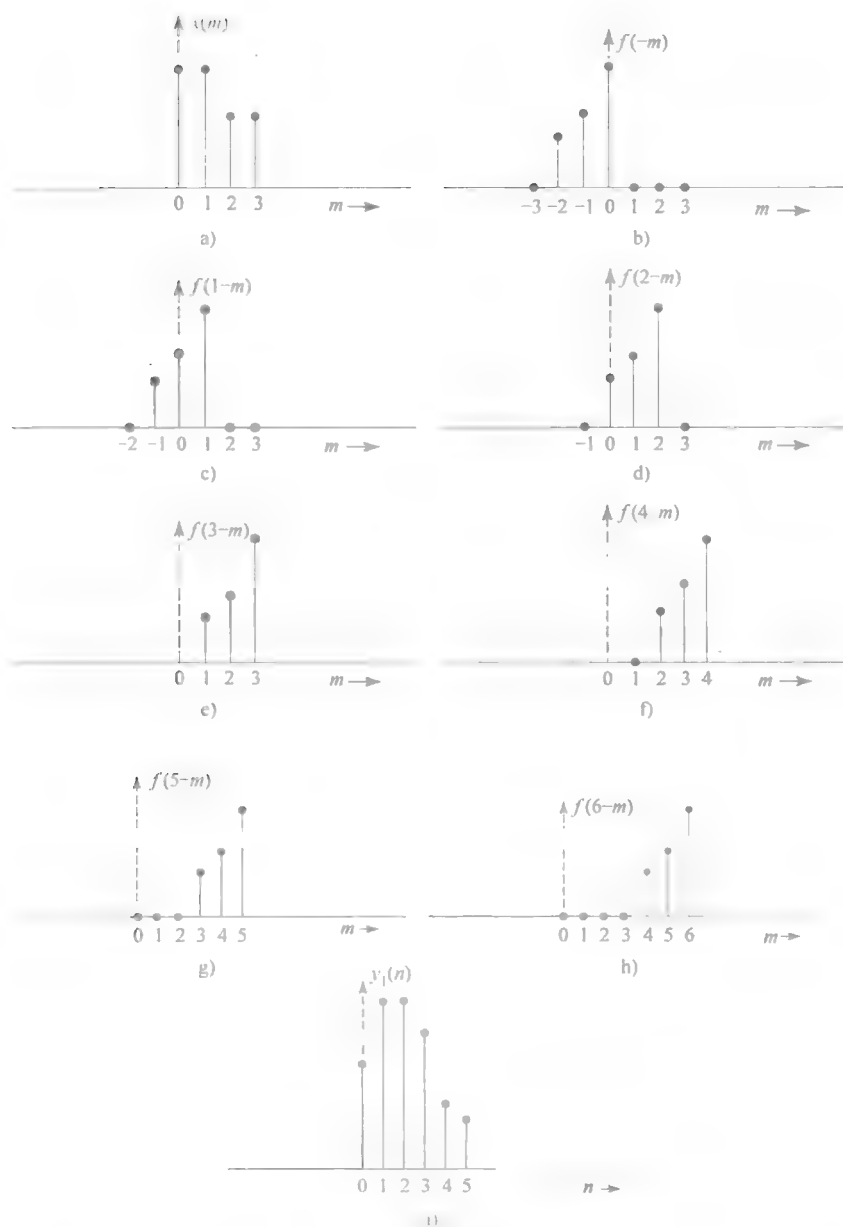 x(m)
f(−m)
0 1 2 3 m →
−3 −2 −1 0 1 2 3 m →
a)
b)
f(1−m)
f(2−m)
−2 −1 0 1 2 3 m →
−1 0 1 2 3 m →
c)
d)
f(3−m)
f(4 m)
0 1 2 3 m →
0 1 2 3 4 m →
e)
f)
f(5−m)
f(6−m)
0 1 2 3 4 5 m →
0 1 2 3 4 5 6 m →
g)
h)
y₁(n)
0 1 2 3 4 5 n →